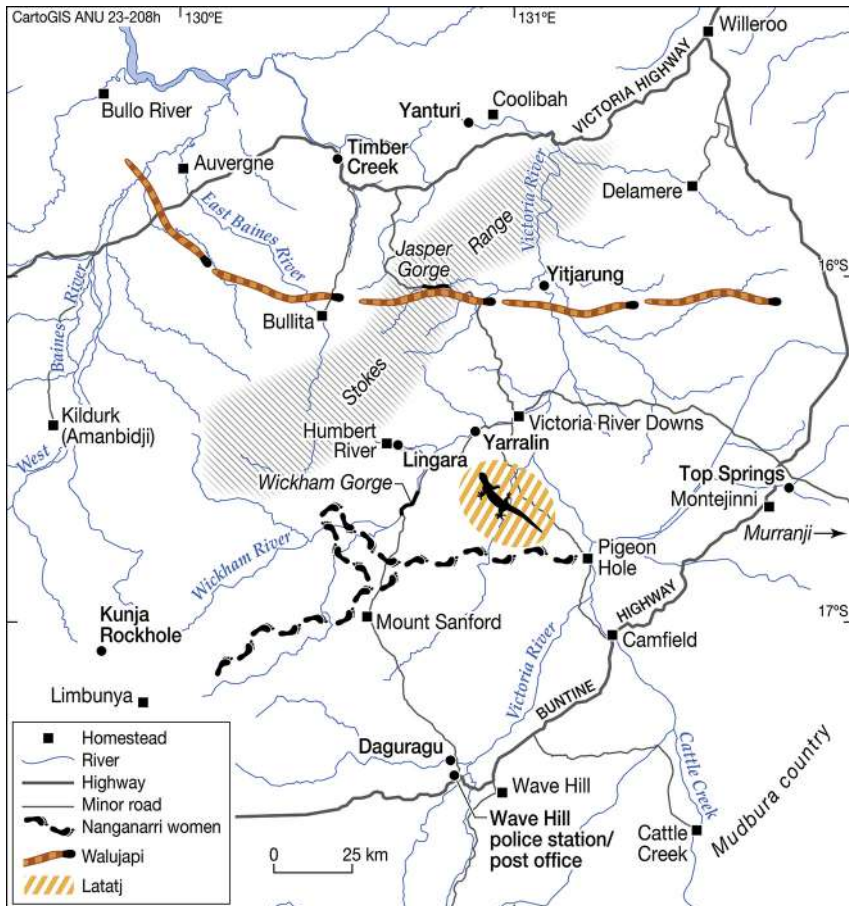 CartoGIS ANU 23-208h
130ºE
131ºE
Willeroo
Bullo River
Yanturi
Coolibah
VICTORIA HIGHWAY
Timber
Creek
Auvergne
East Baines
River
Delamere
Victoria River
Range
Jasper
Gorge
16ºS
Yitjarung
Baines River
Bullita
Stokes
Kildurk
(Amanbidji)
Humbert
River
Victoria River Downs
Yarralin
Lingara
West
Wickham Gorge
Top Springs
Montejinni
Murranji
Wickham River
Pigeon
Hole
17ºS
Kunja
Rockhole
Mount Sanford
HIGHWAY
Camfield
Limbunya
Victoria River
BUNTINE
Homestead
River
Highway
Minor road
Nanganarri women
Walujapi
Latatj
Daguragu
Wave Hill
Cattle Creek
Mudbura country
Wave Hill
police station/
post office
Cattle
Creek
0 25 km